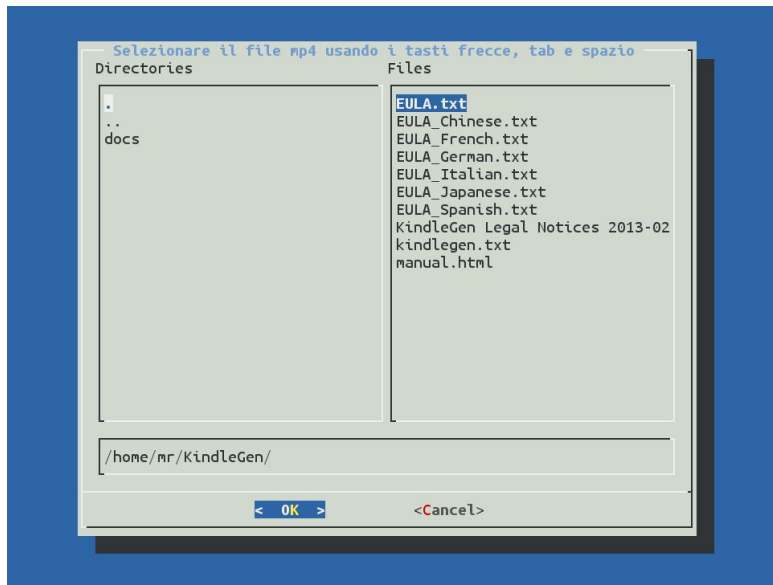 Selezionare il file mp4 usando i tasti frecce, tab e spazio
Directories
.
..
docs
Files
EULA.txt
EULA_Chinese.txt
EULA_French.txt
EULA_German.txt
EULA_Italian.txt
EULA_Japanese.txt
EULA_Spanish.txt
KindleGen Legal Notices 2013-02
kindlegen.txt
manual.html
/home/mr/KindleGen/
< OK > <Cancel>